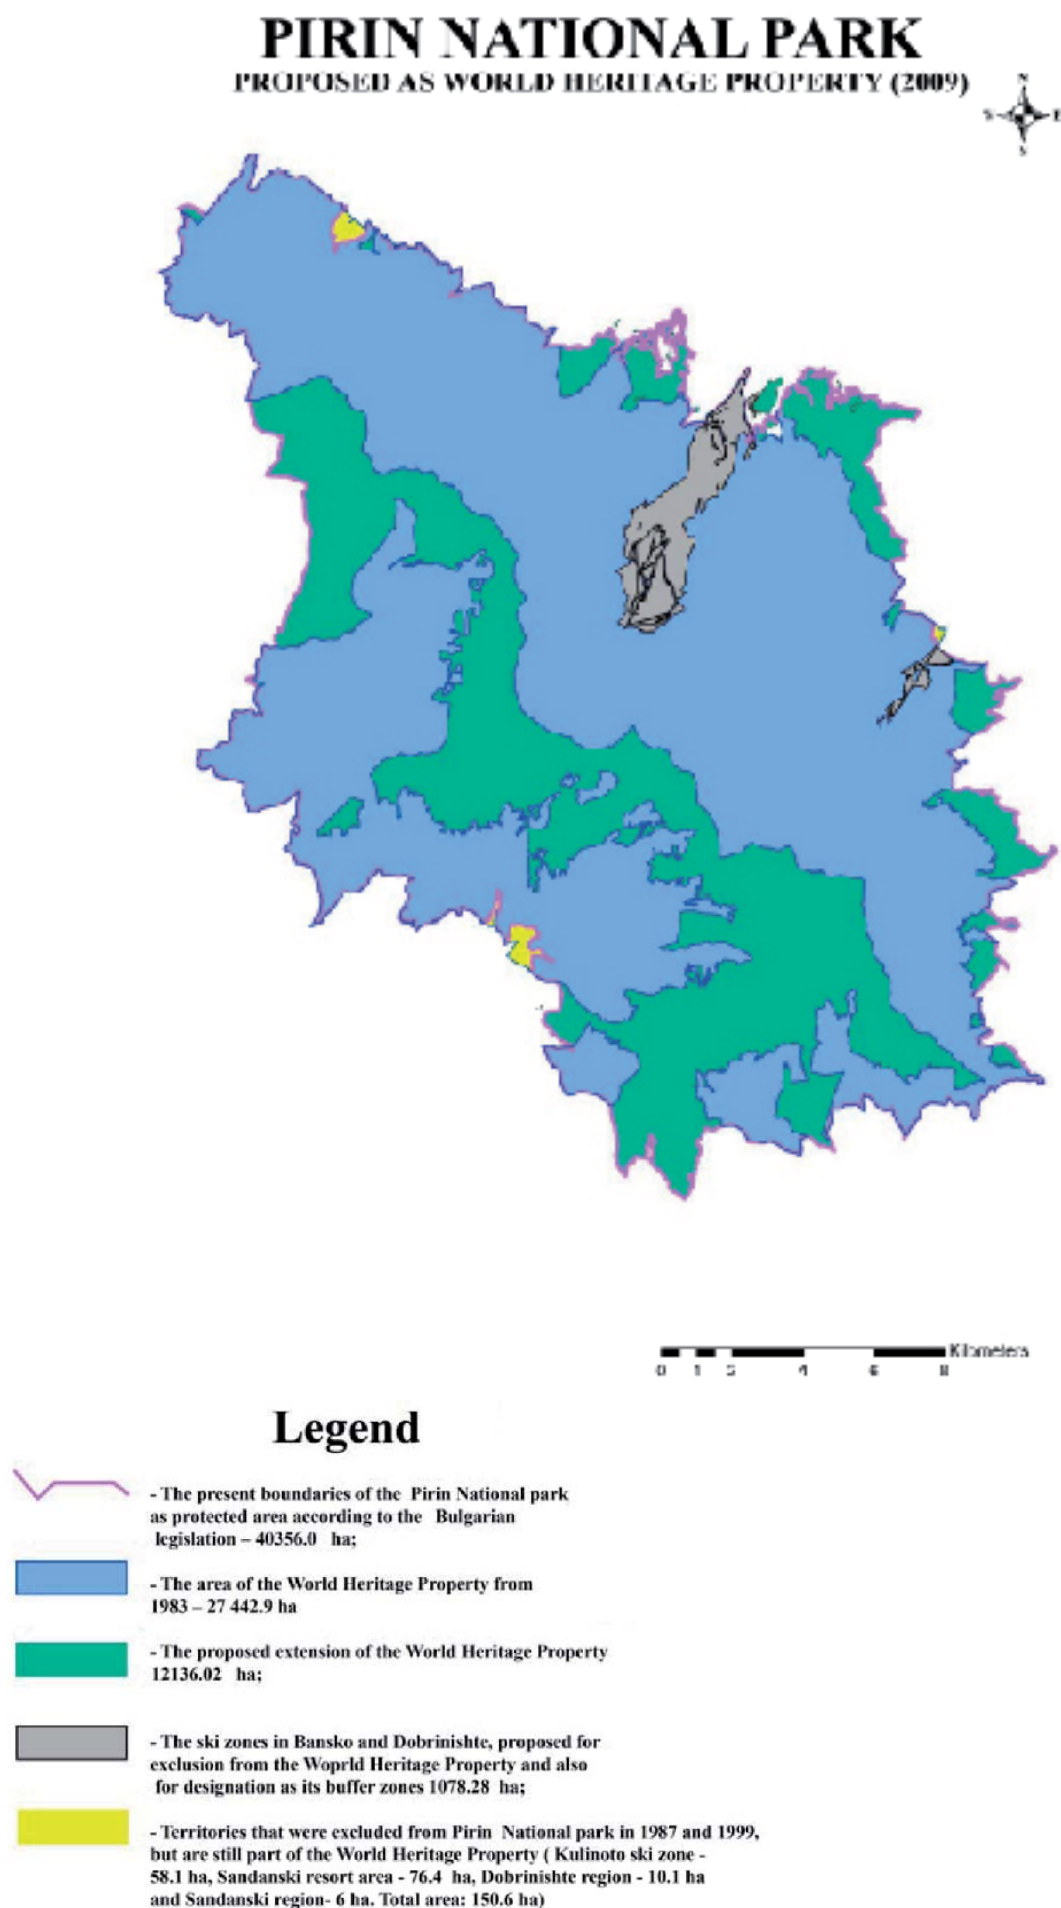 PIRIN NATIONAL PARK
PROPOSED AS WORLD HERITAGE PROPERTY (2009)
N
S E
S
Kilometers
0 1 2 4 6 8
Legend
- The present boundaries of the Pirin National park
as protected area according to the Bulgarian
legislation – 40356.0 ha;
- The area of the World Heritage Property from
1983 – 27 442.9 ha
- The proposed extension of the World Heritage Property
12136.02 ha;
- The ski zones in Bansko and Dobrinishte, proposed for
exclusion from the Woprld Heritage Property and also
for designation as its buffer zones 1078.28 ha;
- Territories that were excluded from Pirin National park in 1987 and 1999,
but are still part of the World Heritage Property ( Kulinoto ski zone -
58.1 ha, Sandanski resort area - 76.4 ha, Dobrinishte region - 10.1 ha
and Sandanski region- 6 ha. Total area: 150.6 ha)